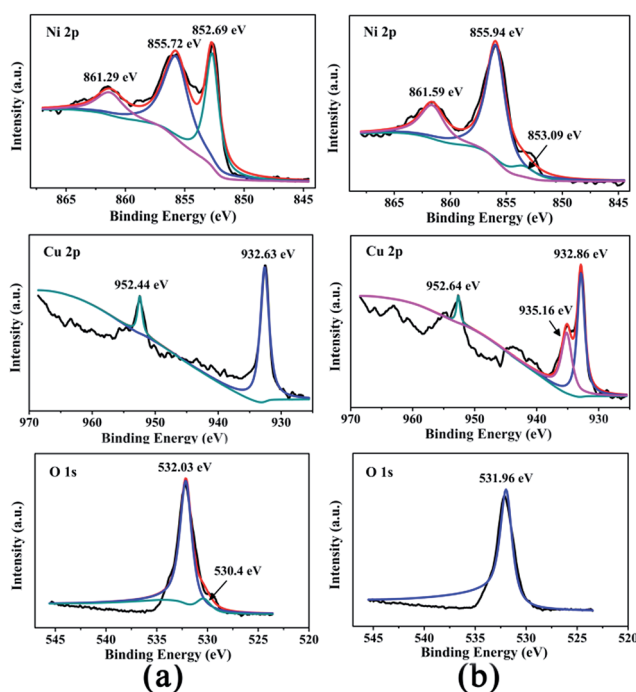 Ni 2p
852.69 eV
855.72 eV
861.29 eV
Intensity (a.u.)
865 860 855 850 845
Binding Energy (eV)
Cu 2p
932.63 eV
952.44 eV
Intensity (a.u.)
970 960 950 940 930
Binding Energy (eV)
O 1s
532.03 eV
530.4 eV
Intensity (a.u.)
545 540 535 530 525 520
Binding Energy (eV)
(a)
Ni 2p
855.94 eV
861.59 eV
853.09 eV
Intensity (a.u.)
865 860 855 850 845
Binding Energy (eV)
Cu 2p
932.86 eV
952.64 eV
935.16 eV
Intensity (a.u.)
970 960 950 940 930
Binding Energy (eV)
O 1s
531.96 eV
Intensity (a.u.)
545 540 535 530 525 520
Binding Energy (eV)
(b)